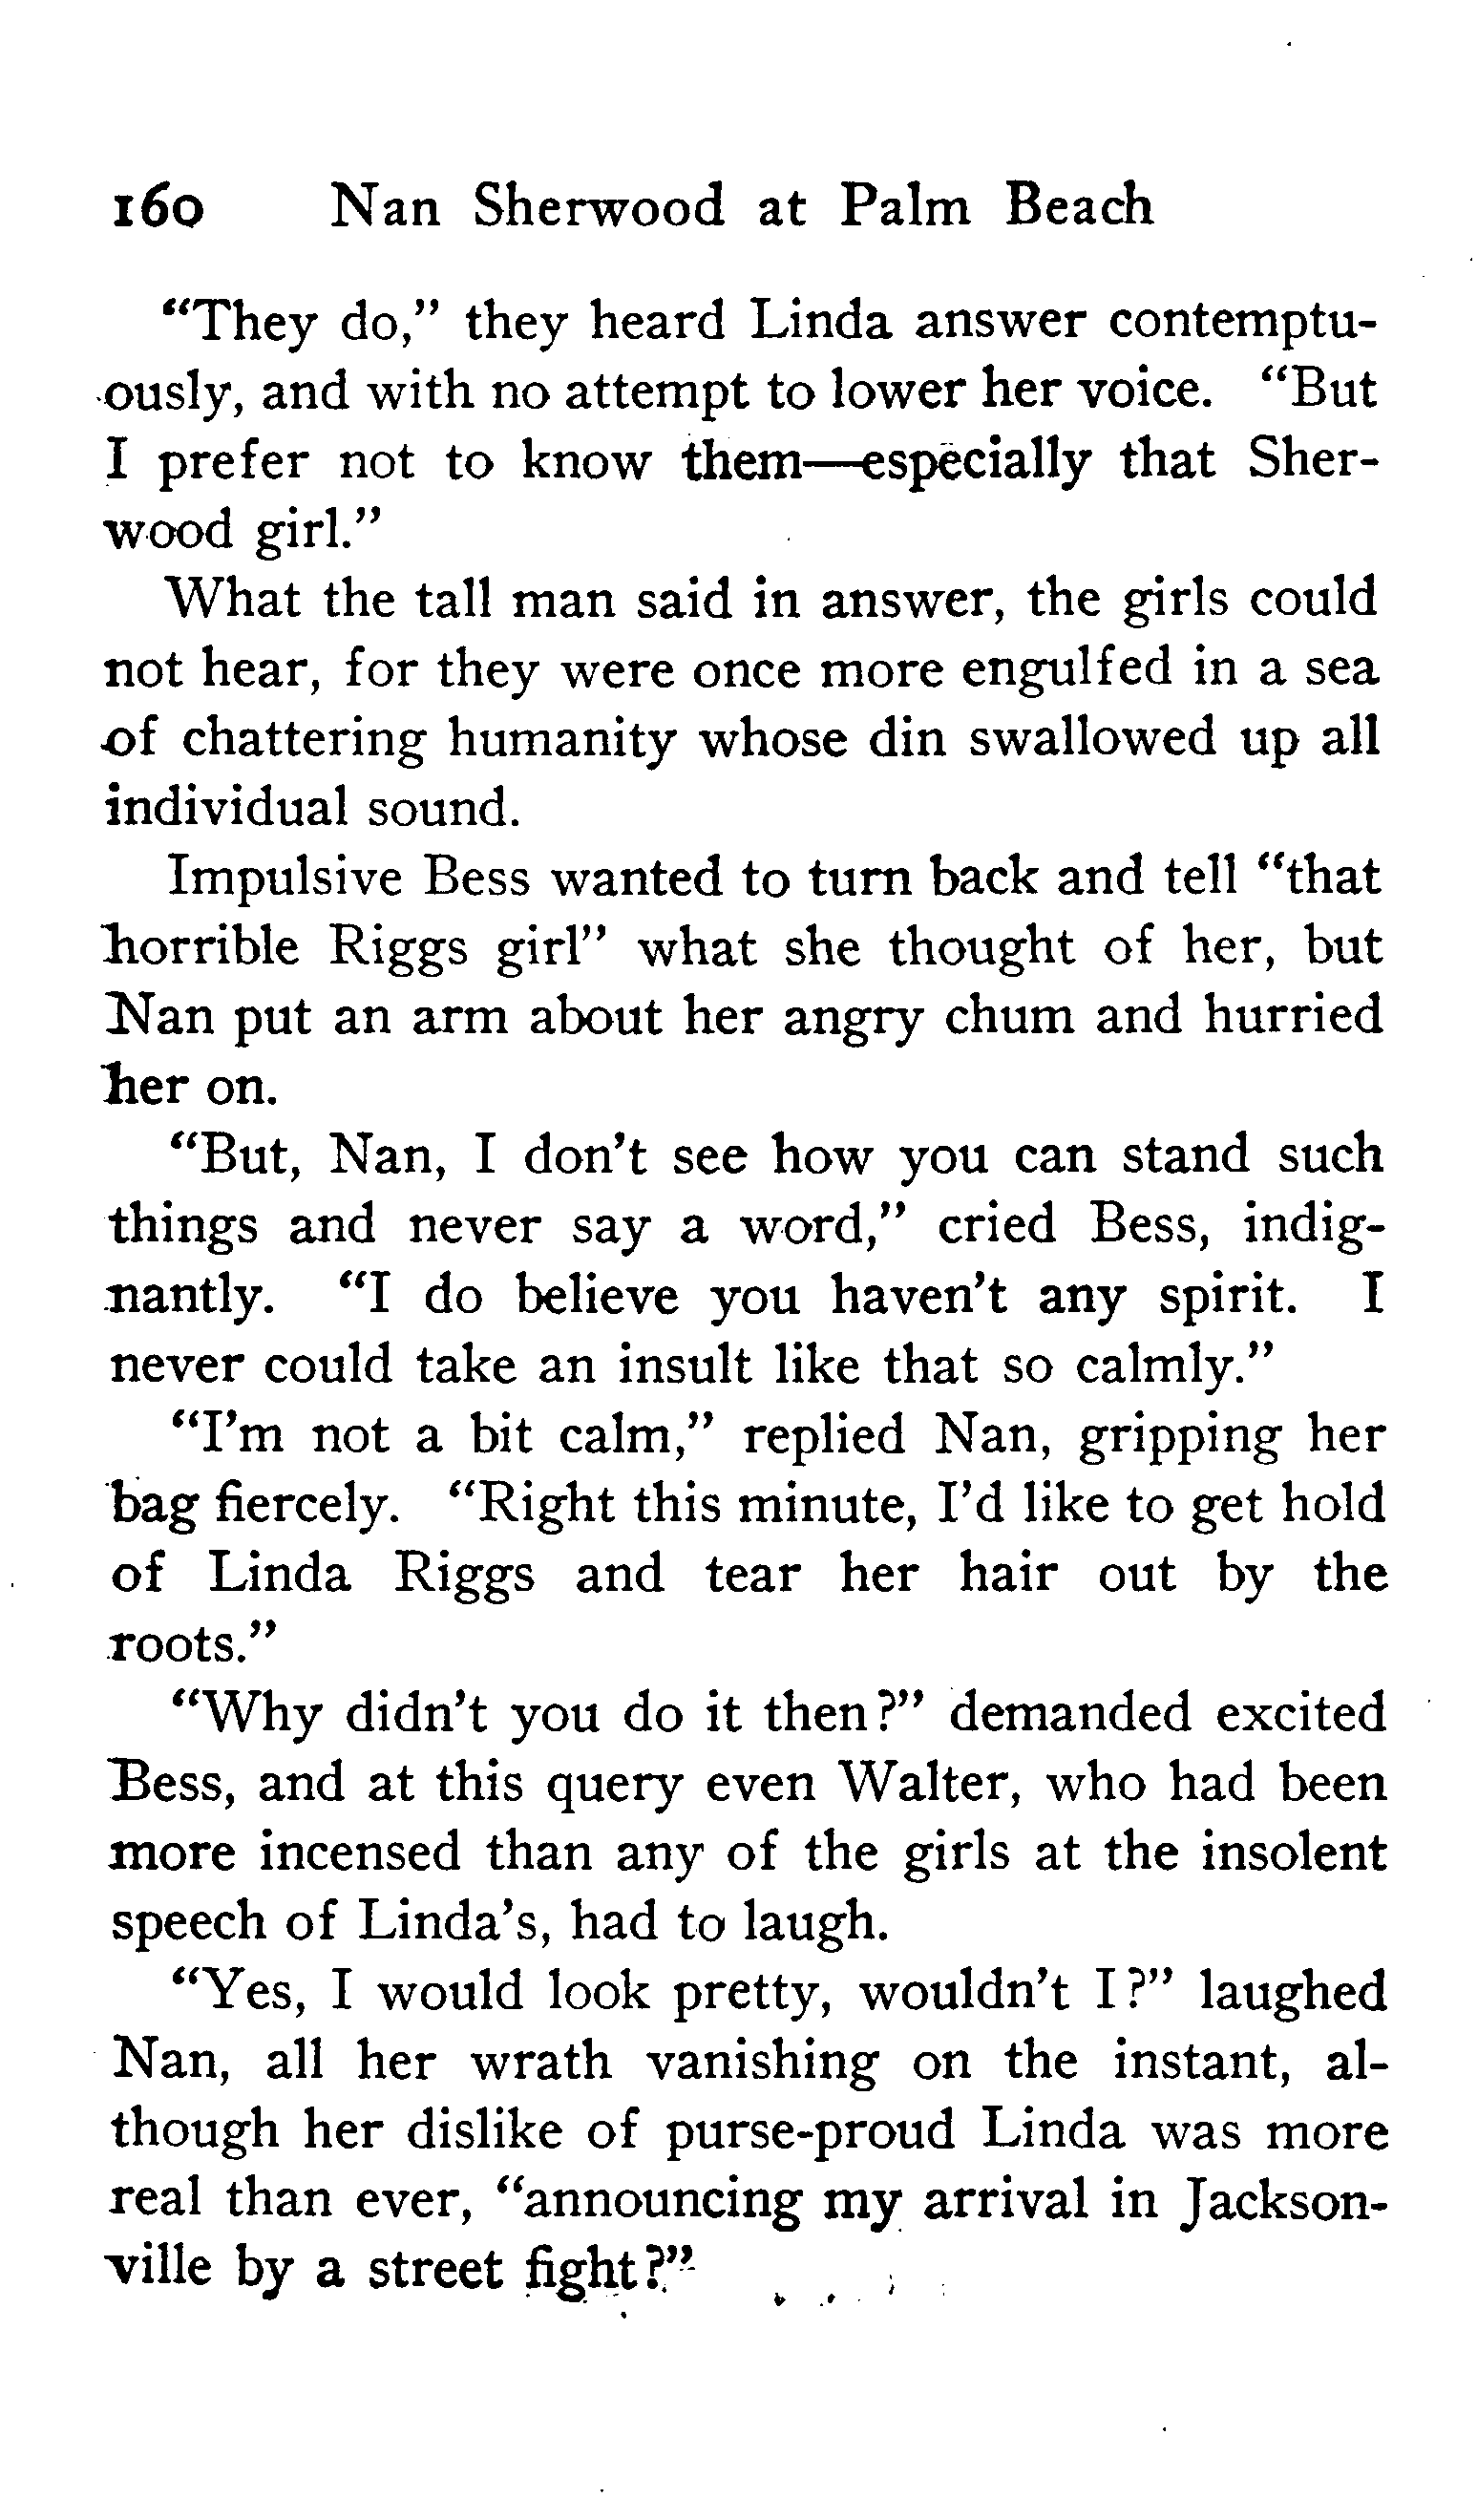 160 Nan Sherwood at Palm Beach
"They do," they heard Linda answer contemptu-
ously, and with no attempt to lower her voice. "But
I prefer not to know them—especially that Sher-
wood girl."
What the tall man said in answer, the girls could
not hear, for they were once more engulfed in a sea
of chattering humanity whose din swallowed up all
individual sound.
Impulsive Bess wanted to turn back and tell "that
horrible Riggs girl" what she thought of her, but
Nan put an arm about her angry chum and hurried
her on.
"But, Nan, I don't see how you can stand such
things and never say a word," cried Bess, indig-
nantly. "I do believe you haven't any spirit. I
never could take an insult like that so calmly."
"I'm not a bit calm," replied Nan, gripping her
bag fiercely. "Right this minute, I'd like to get hold
of Linda Riggs and tear her hair out by the
roots."
"Why didn't you do it then?" demanded excited
Bess, and at this query even Walter, who had been
more incensed than any of the girls at the insolent
speech of Linda's, had to laugh.
"Yes, I would look pretty, wouldn't I?" laughed
Nan, all her wrath vanishing on the instant, al-
though her dislike of purse-proud Linda was more
real than ever, "announcing my arrival in Jackson-
ville by a street fight?"